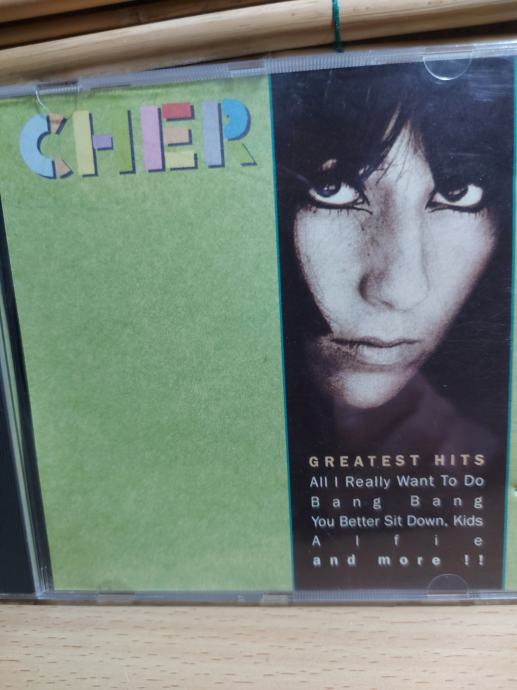 CHER
GREATEST HITS
All I Really Want To Do
Bang Bang
You Better Sit Down, Kids
Alfie
and more !!